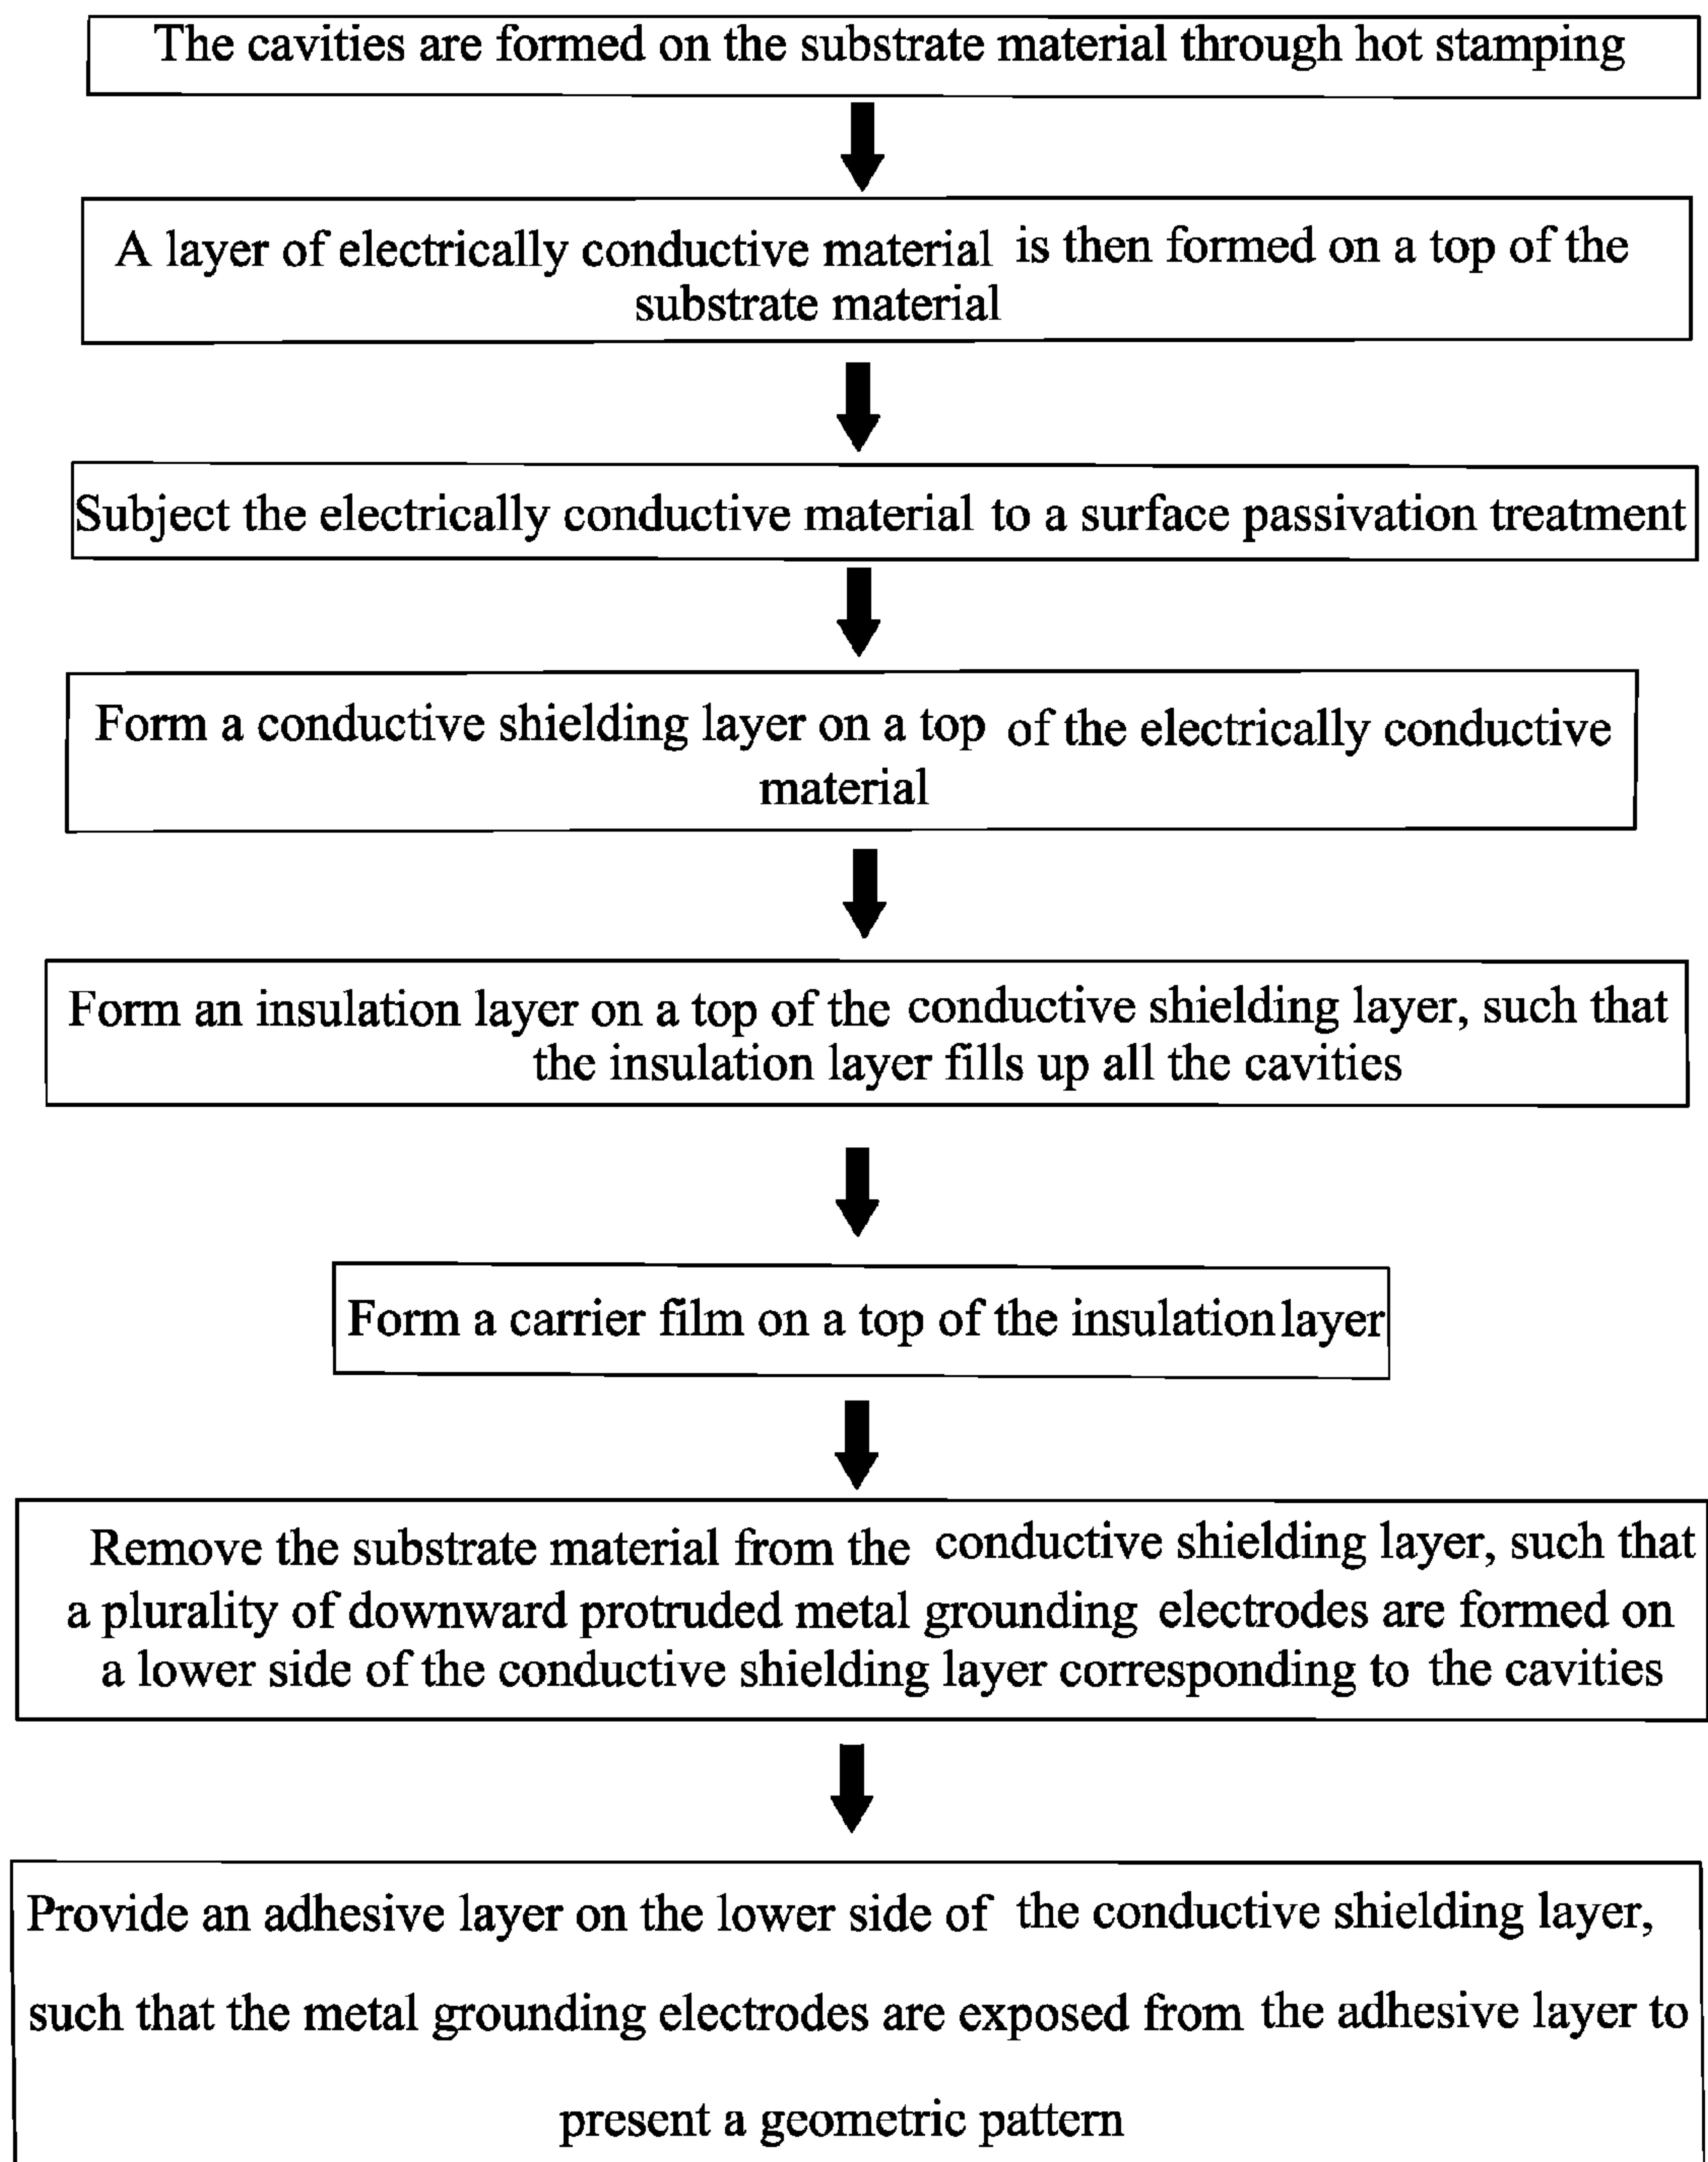 The cavities are formed on the substrate material through hot stamping
A layer of electrically conductive material is then formed on a top of the
substrate material
Subject the electrically conductive material to a surface passivation treatment
Form a conductive shielding layer on a top of the electrically conductive
material
Form an insulation layer on a top of the conductive shielding layer, such that
the insulation layer fills up all the cavities
Form a carrier film on a top of the insulation layer
Remove the substrate material from the conductive shielding layer, such that
a plurality of downward protruded metal grounding electrodes are formed on
a lower side of the conductive shielding layer corresponding to the cavities
Provide an adhesive layer on the lower side of the conductive shielding layer,
such that the metal grounding electrodes are exposed from the adhesive layer to
present a geometric pattern